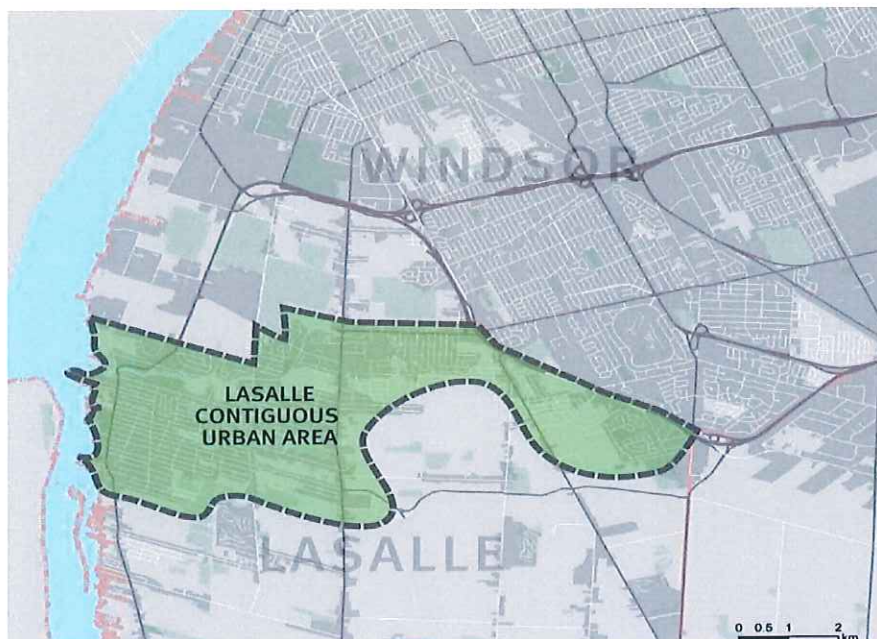 WINDSOR
LASALLE
CONTIGUOUS
URBAN AREA
LASALLE
0 0.5 1 2
km